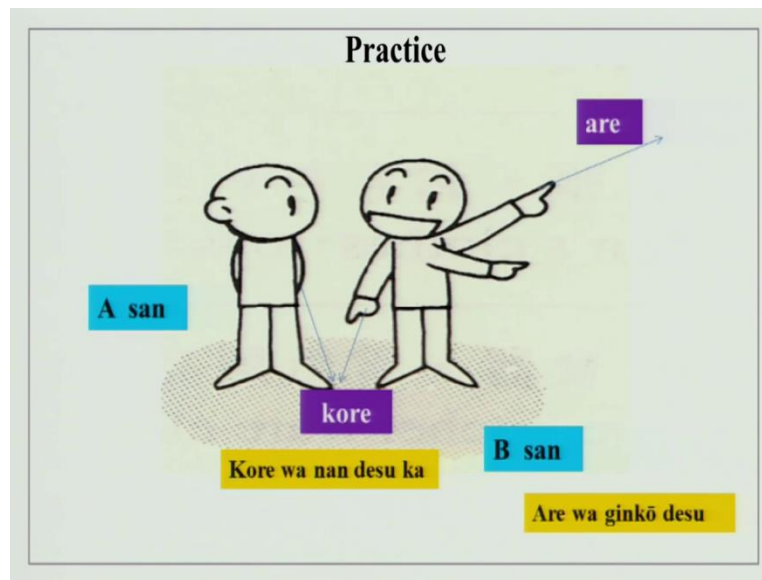 Practice
are
A san
kore
B san
Kore wa nan desu ka
Are wa ginkō desu